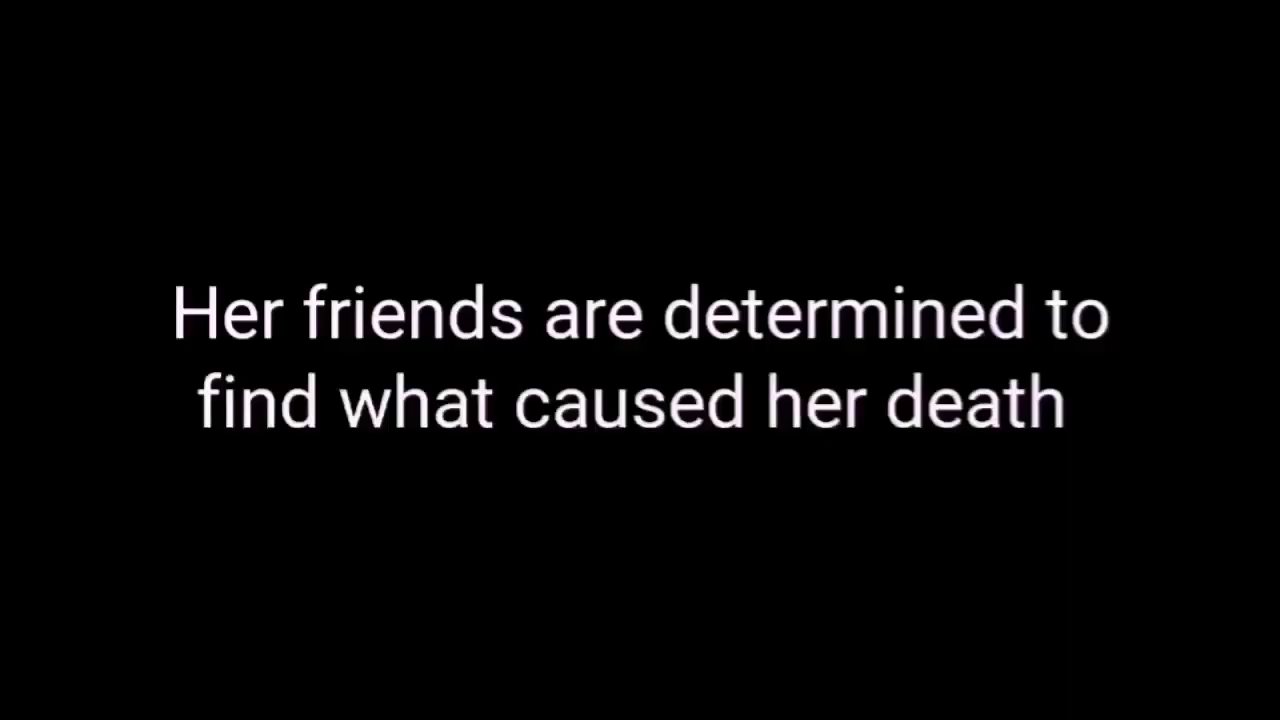 Her friends are determined to
find what caused her death